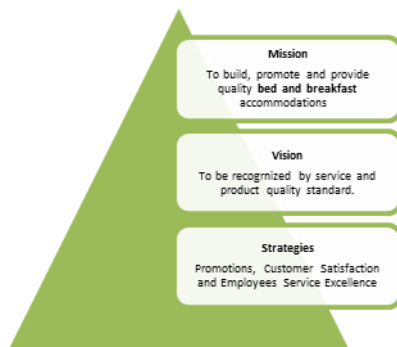 Mission
To build, promote and provide
quality bed and breakfast
accommodations
Vision
To be recogrnized by service and
product quality standard.
Strategies
Promotions, Customer Satisfaction
and Employees Service Excellence